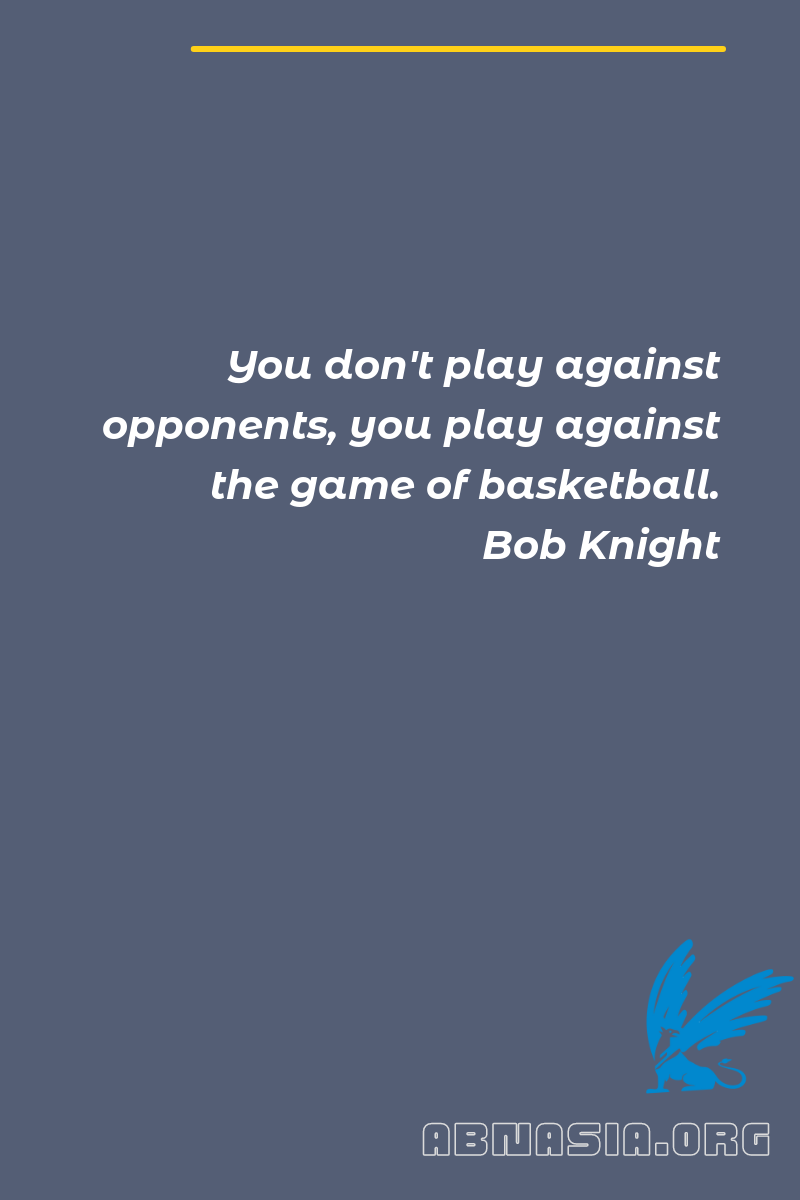 You don't play against
opponents, you play against
the game of basketball.
Bob Knight
ABNASIA.ORG